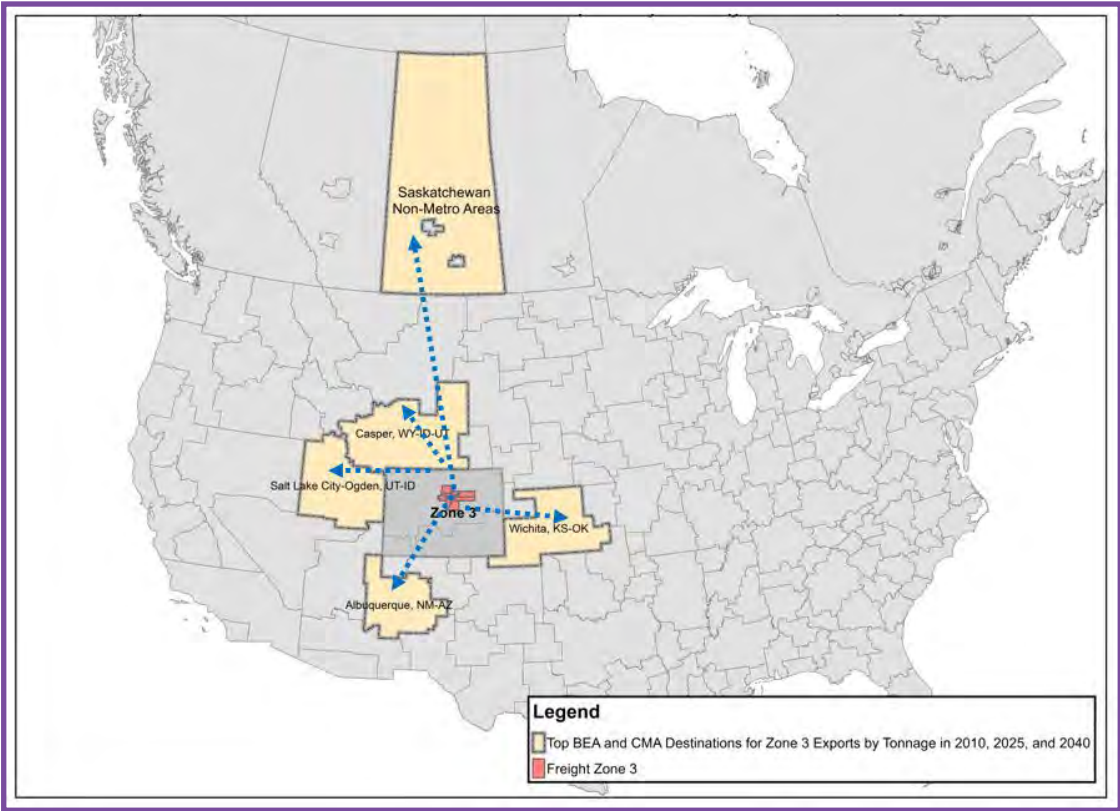 Saskatchewan
Non-Metro Areas
Casper, WY-ID-UT
Salt Lake City-Ogden, UT-ID
Zone 3
Wichita, KS-OK
Albuquerque, NM-AZ
Legend
Top BEA and CMA Destinations for Zone 3 Exports by Tonnage in 2010, 2025, and 2040
Freight Zone 3